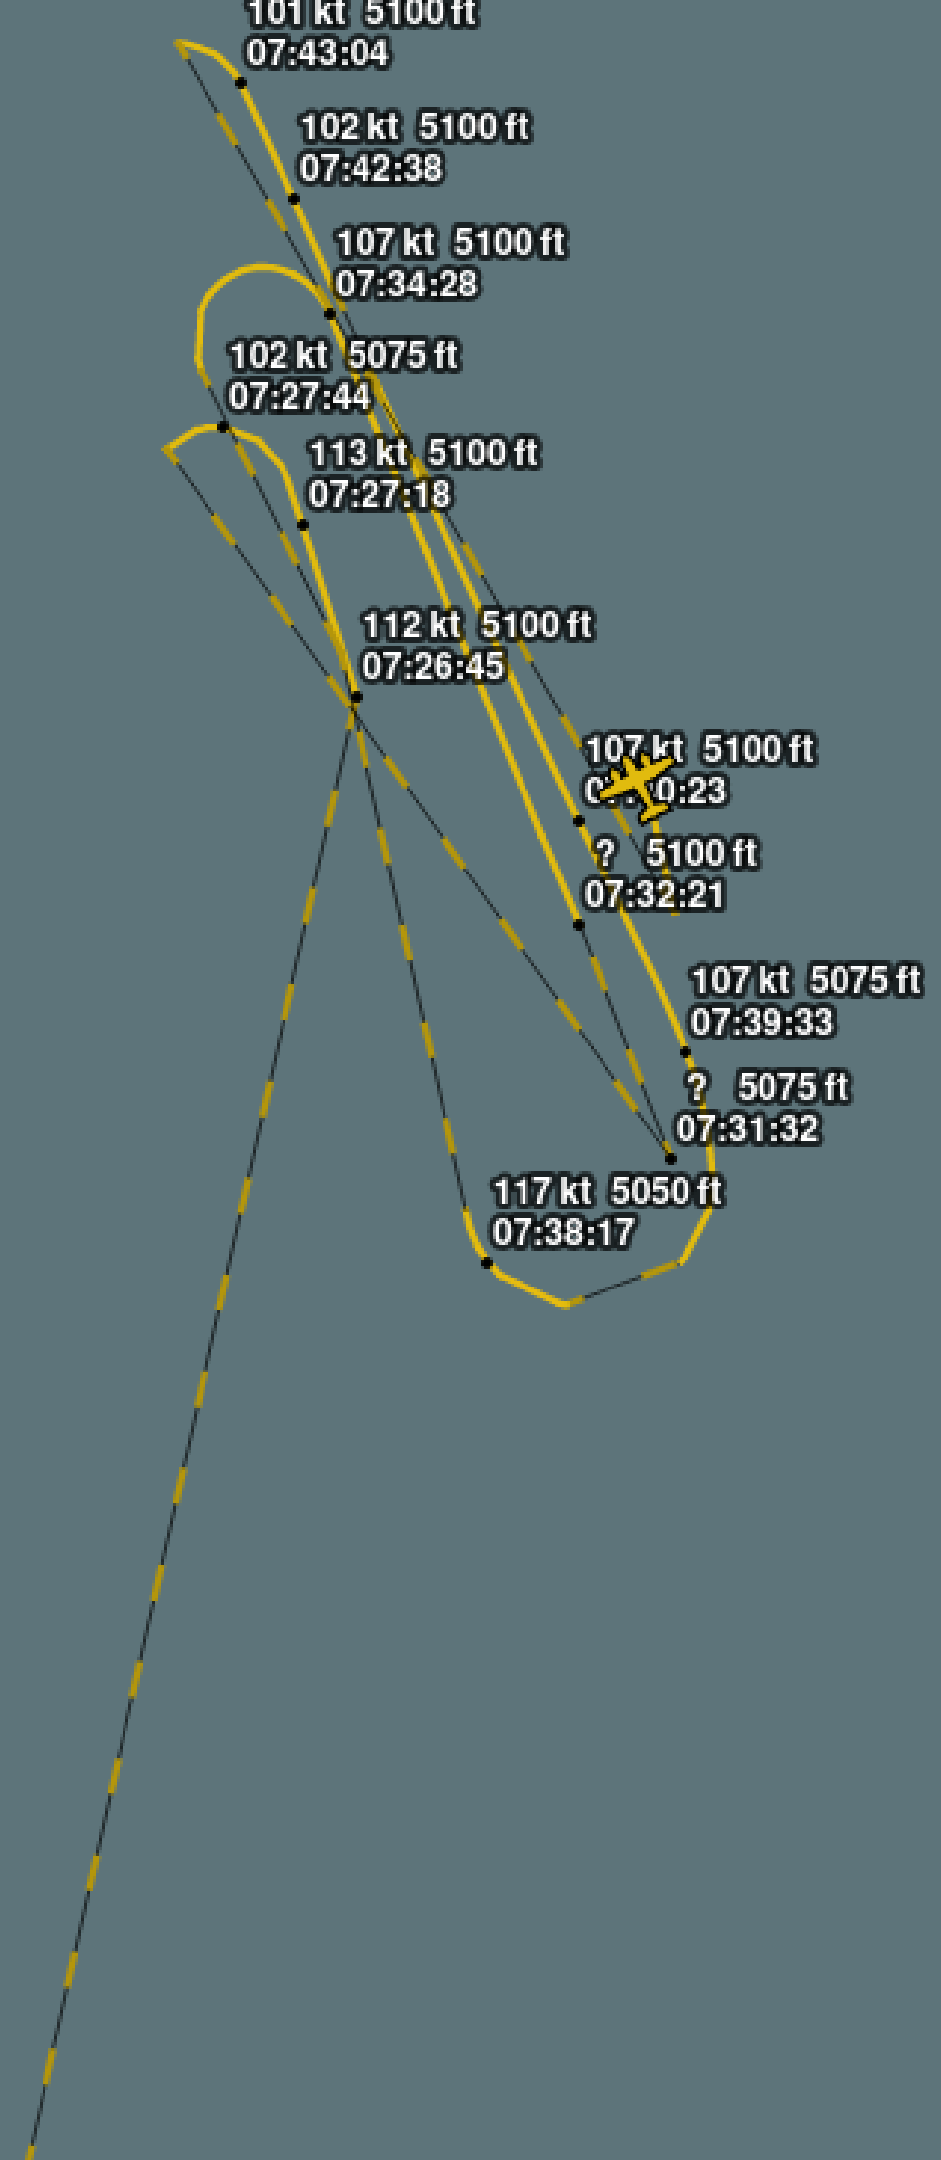 101 kt 5100 ft
07:43:04
102 kt 5100 ft
07:42:38
107 kt 5100 ft
07:34:28
102 kt 5075 ft
07:27:44
113 kt 5100 ft
07:27:18
112 kt 5100 ft
07:26:45
107 kt 5100 ft
0:23
? 5100 ft
07:32:21
107 kt 5075 ft
07:39:33
? 5075 ft
07:31:32
117 kt 5050 ft
07:38:17